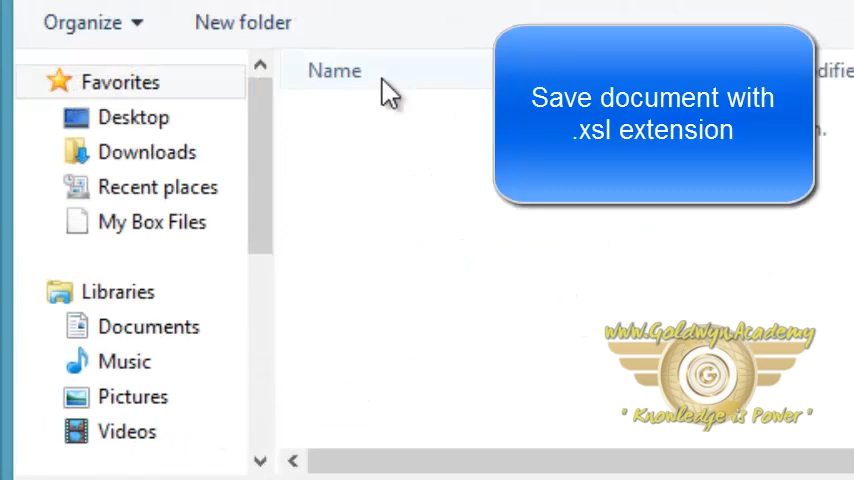 Organize
New folder
Name
Save document with
.xsl extension
Favorites
Desktop
Downloads
Recent places
My Box Files
Libraries
Documents
Music
Pictures
Videos
www.GoldwynAcademy
G
" Knowledge is Power "